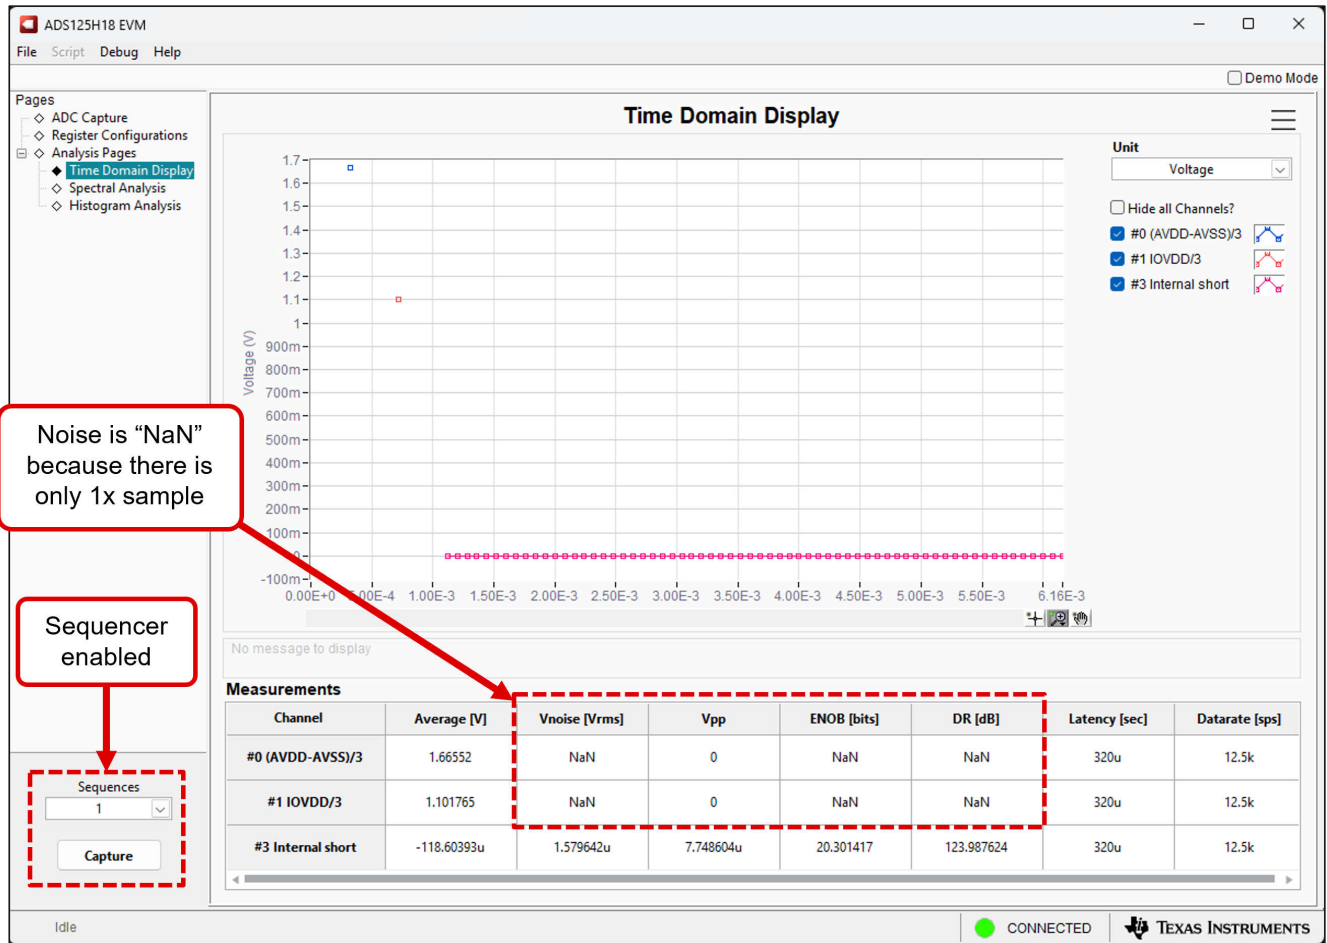 ADS125H18 EVM
File Script Debug Help
Demo Mode
Pages
ADC Capture
Register Configurations
Analysis Pages
Time Domain Display
Spectral Analysis
Histogram Analysis
Time Domain Display
Unit
Voltage
Hide all Channels?
#0 (AVDD-AVSS)/3
#1 IOVDD/3
#3 Internal short
Voltage (V)
1.7
1.6
1.5
1.4
1.3
1.2
1.1
1
900m
800m
700m
600m
500m
400m
300m
200m
100m
0
-100m
0.00E+0 5.00E-4 1.00E-3 1.50E-3 2.00E-3 2.50E-3 3.00E-3 3.50E-3 4.00E-3 4.50E-3 5.00E-3 5.50E-3 6.16E-3
Noise is “NaN”
because there is
only 1x sample
Sequencer
enabled
No message to display
Measurements
Channel Average [V] Vnoise [Vrms] Vpp ENOB [bits] DR [dB] Latency [sec] Datarate [sps]
#0 (AVDD-AVSS)/3 1.66552 NaN 0 NaN NaN 320u 12.5k
#1 IOVDD/3 1.101765 NaN 0 NaN NaN 320u 12.5k
#3 Internal short -118.60393u 1.579642u 7.748604u 20.301417 123.987624 320u 12.5k
Sequences
1
Capture
Idle
CONNECTED
TEXAS INSTRUMENTS